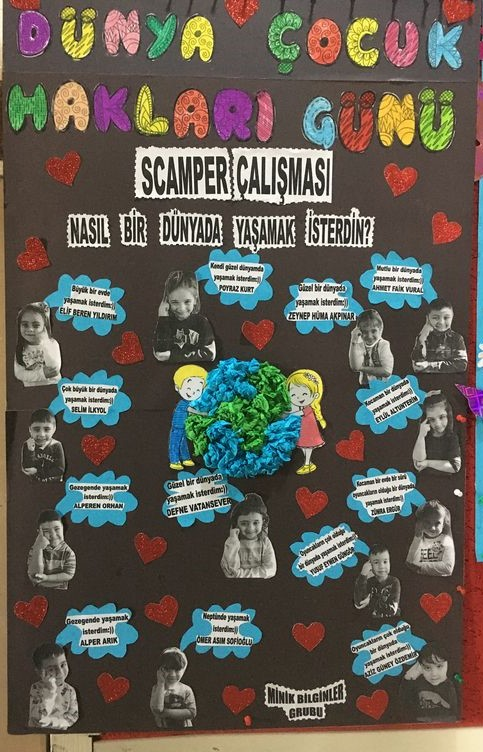 DÜNYA ÇOCUK
HAKLARI GÜNÜ
SCAMPER ÇALIŞMASI
NASIL BİR DÜNYADA YAŞAMAK İSTERDİN?
Büyük bir evde
yaşamak isterdim:))
ELİF BEREN YILDIRIM
Kendi güzel dünyamda
yaşamak isterdim:))
POYRAZ KURT
Güzel bir dünyada
yaşamak isterdim:))
ZEYNEP HÜMA AKPINAR
Mutlu bir dünyada
yaşamak isterdim:))
AHMET FAİK VURAL
Çok büyük bir dünyada
yaşamak isterdim:))
SELİM İLKYOL
Kocaman bir dünyada
yaşamak isterdim:))
EYLÜL ALTUNTERİM
Gezegende yaşamak
isterdim:))
ALPEREN ORHAN
Güzel bir dünyada
yaşamak isterdim:))
DEFNE VATANSEVER
Kocaman bir evde bir sürü
oyuncakların olduğu bir dünyada
yaşamak isterdim:))
ZÜMRA ERGÜR
Oyuncakların çok olduğu
bir dünyada yaşamak isterdim:))
YUSUF EYMEN GÜNGÖR
Gezegende yaşamak
isterdim:))
ALPER ARIK
Neptünde yaşamak
isterdim:))
ÖMER ASIM SOFİOĞLU
Oyuncakların çok olduğu
bir dünyada
yaşamak isterdim:))
AZİZ GÜNEY ÖZDEMİR
MİNİK BİLGİNLER
GRUBU